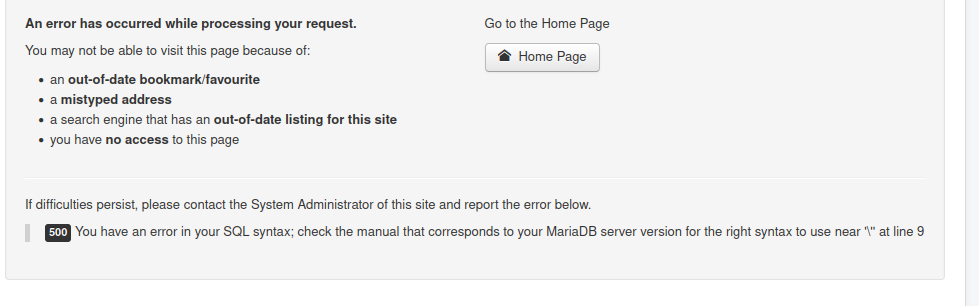 An error has occurred while processing your request.
Go to the Home Page
You may not be able to visit this page because of:
Home Page
• an out-of-date bookmark/favourite
• a mistyped address
• a search engine that has an out-of-date listing for this site
• you have no access to this page
If difficulties persist, please contact the System Administrator of this site and report the error below.
500 You have an error in your SQL syntax; check the manual that corresponds to your MariaDB server version for the right syntax to use near '\'' at line 9